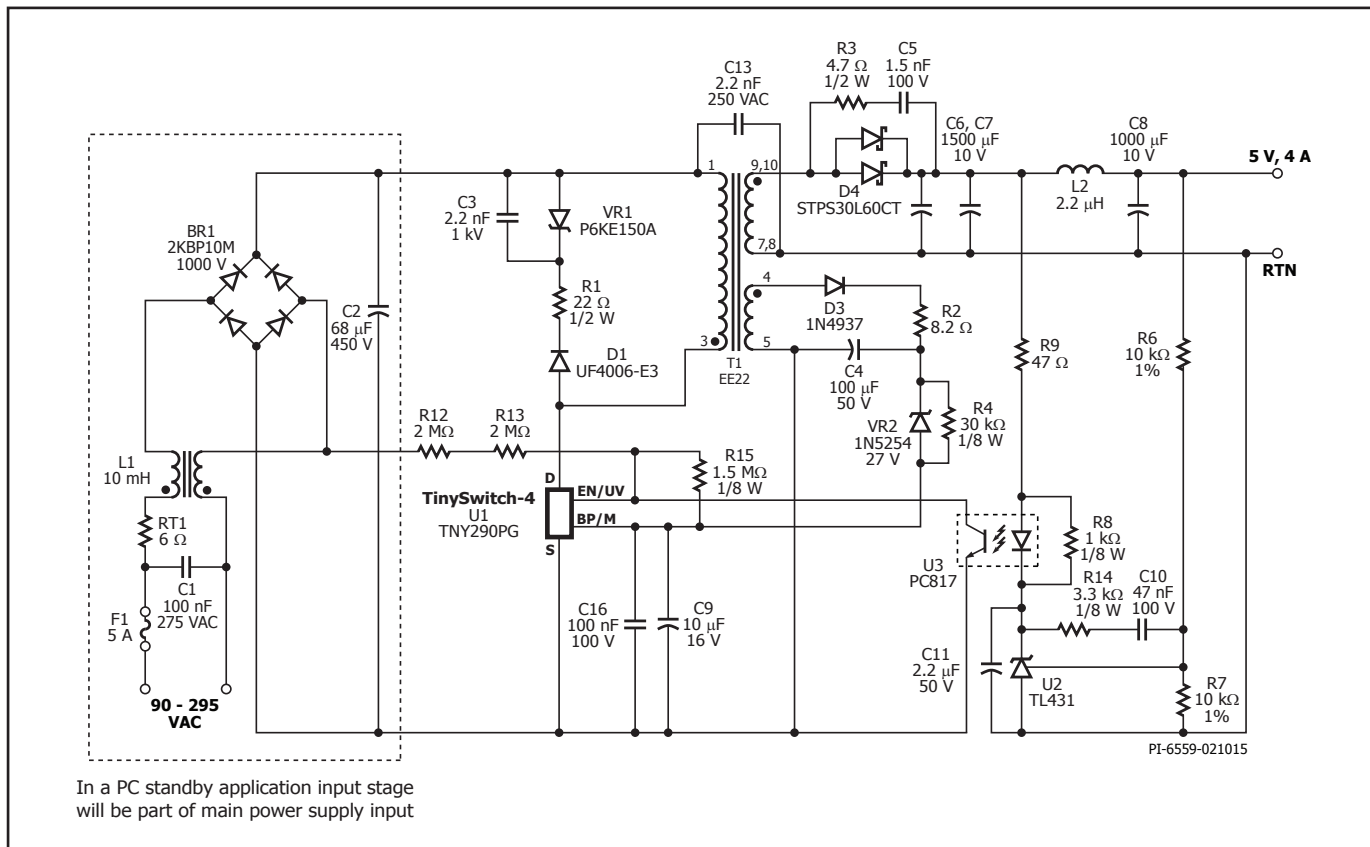 R3
4.7 Ω
1/2 W
C5
1.5 nF
100 V
C13
2.2 nF
250 VAC
C6, C7
1500 µF
10 V
C8
1000 µF
10 V
5 V, 4 A
1
9,10
D4
STPS30L60CT
L2
2.2 µH
C3
2.2 nF
1 kV
VR1
P6KE150A
BR1
2KBP10M
1000 V
7,8
RTN
R1
22 Ω
1/2 W
4
D3
1N4937
R2
8.2 Ω
C2
68 µF
450 V
3
5
T1
EE22
D1
UF4006-E3
C4
100 µF
50 V
R9
47 Ω
R6
10 kΩ
1%
VR2
1N5254
27 V
R4
30 kΩ
1/8 W
R12
2 MΩ
R13
2 MΩ
R15
1.5 MΩ
1/8 W
L1
10 mH
D
EN/UV
TinySwitch-4
U1
TNY290PG
BP/M
S
RT1
6 Ω
C1
100 nF
275 VAC
F1
5 A
U3
PC817
R8
1 kΩ
1/8 W
R14
3.3 kΩ
1/8 W
C10
47 nF
100 V
C16
100 nF
100 V
C9
10 µF
16 V
C11
2.2 µF
50 V
U2
TL431
R7
10 kΩ
1%
90 - 295
VAC
PI-6559-021015
In a PC standby application input stage
will be part of main power supply input